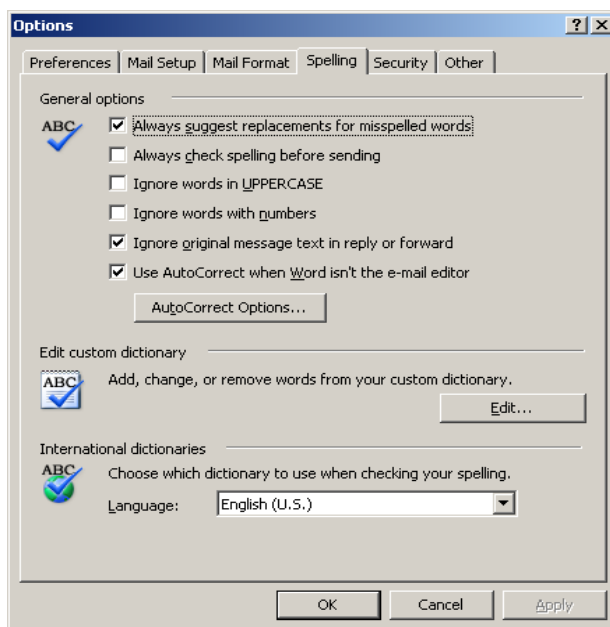 Options
Preferences Mail Setup Mail Format Spelling Security Other
General options
ABC
Always suggest replacements for misspelled words
Always check spelling before sending
Ignore words in UPPERCASE
Ignore words with numbers
Ignore original message text in reply or forward
Use AutoCorrect when Word isn't the e-mail editor
AutoCorrect Options...
Edit custom dictionary
ABC
Add, change, or remove words from your custom dictionary.
Edit...
International dictionaries
ABC
Choose which dictionary to use when checking your spelling.
Language: English (U.S.)
OK Cancel Apply